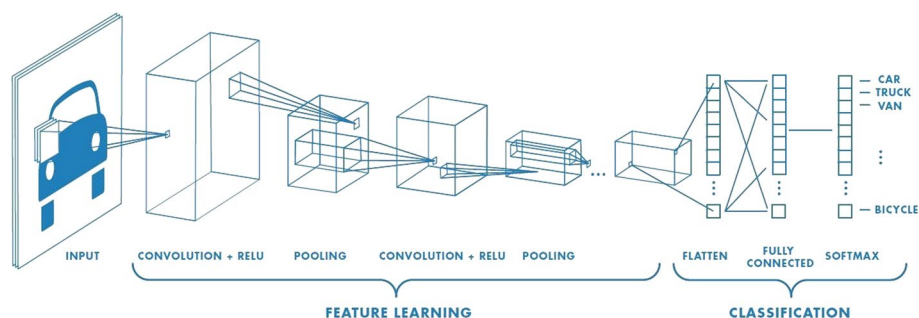 CAR
TRUCK
VAN
BICYCLE
INPUT
CONVOLUTION + RELU
POOLING
CONVOLUTION + RELU
POOLING
FLATTEN
FULLY
CONNECTED
SOFTMAX
FEATURE LEARNING
CLASSIFICATION